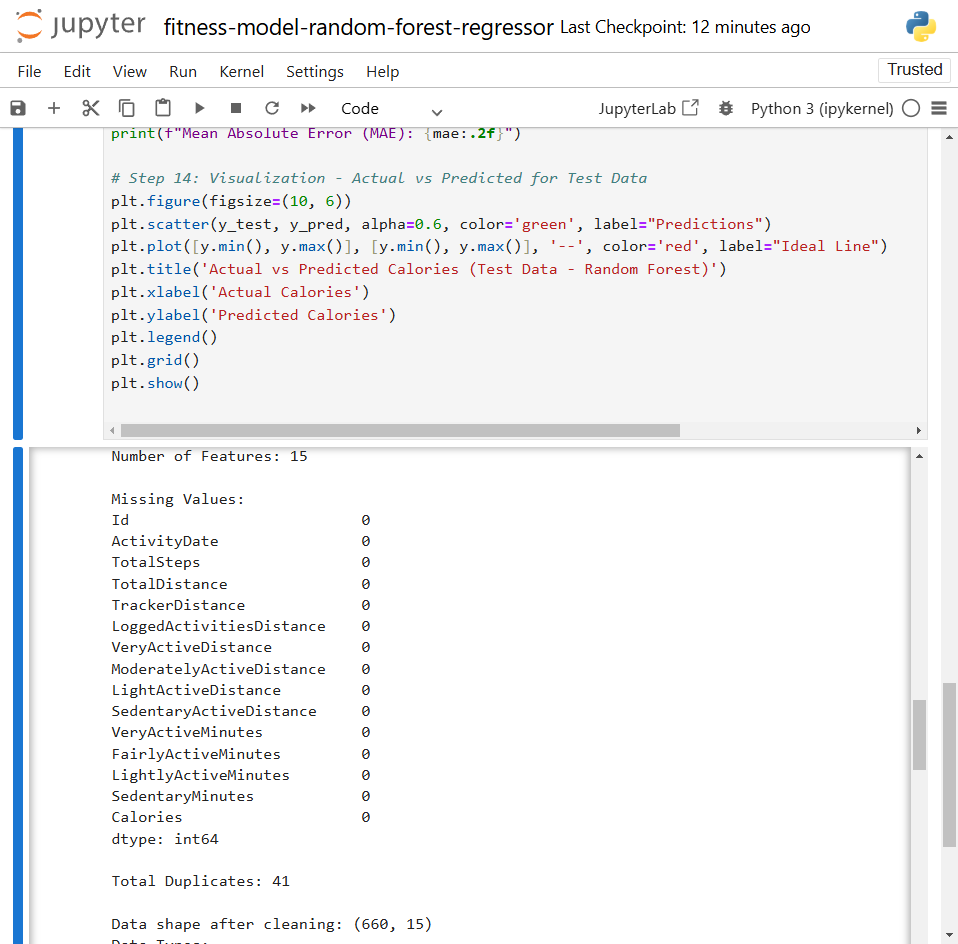 jupyter fitness-model-random-forest-regressor Last Checkpoint: 12 minutes ago
File Edit View Run Kernel Settings Help Trusted
Code JupyterLab Python 3 (ipykernel)
print(f"Mean Absolute Error (MAE): {mae:.2f}")
# Step 14: Visualization - Actual vs Predicted for Test Data
plt.figure(figsize=(10, 6))
plt.scatter(y_test, y_pred, alpha=0.6, color='green', label="Predictions")
plt.plot([y.min(), y.max()], [y.min(), y.max()], '--', color='red', label="Ideal Line")
plt.title('Actual vs Predicted Calories (Test Data - Random Forest)')
plt.xlabel('Actual Calories')
plt.ylabel('Predicted Calories')
plt.legend()
plt.grid()
plt.show()
Number of Features: 15
Missing Values:
Id 0
ActivityDate 0
TotalSteps 0
TotalDistance 0
TrackerDistance 0
LoggedActivitiesDistance 0
VeryActiveDistance 0
ModeratelyActiveDistance 0
LightActiveDistance 0
SedentaryActiveDistance 0
VeryActiveMinutes 0
FairlyActiveMinutes 0
LightlyActiveMinutes 0
SedentaryMinutes 0
Calories 0
dtype: int64
Total Duplicates: 41
Data shape after cleaning: (660, 15)
Data Types: